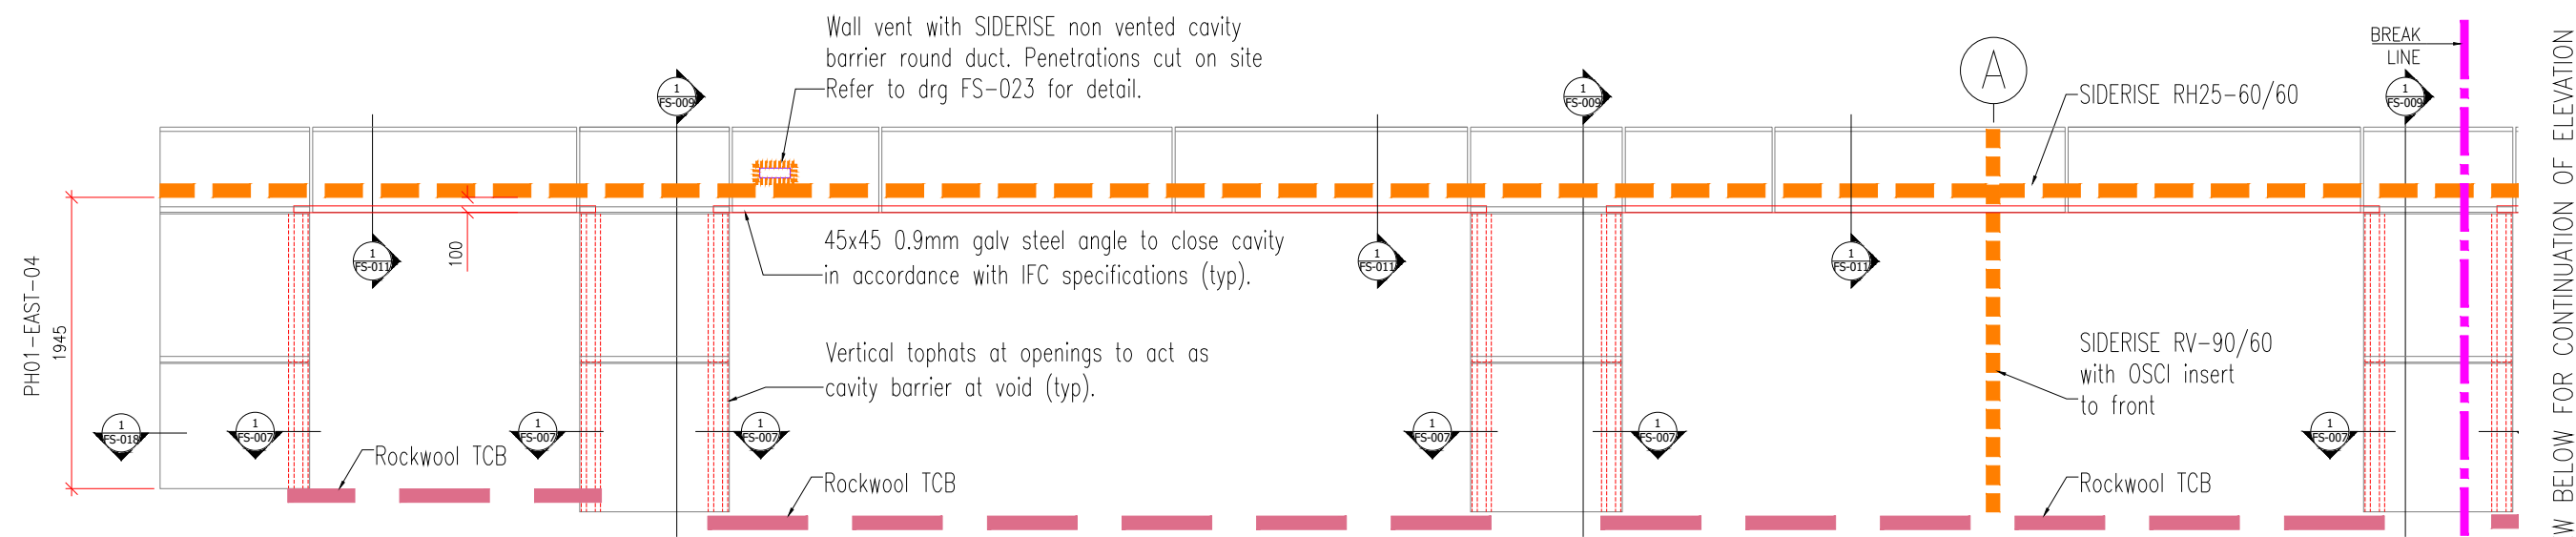 Wall vent with SIDERISE non vented cavity
barrier round duct. Penetrations cut on site
Refer to drg FS-023 for detail.
BREAK
LINE
A
SIDERISE RH25-60/60
1
FS-009
1
FS-009
1
FS-009
45x45 0.9mm galv steel angle to close cavity
in accordance with IFC specifications (typ).
100
1
FS-011
1
FS-011
1
FS-011
PH01-EAST-04
1945
Vertical tophats at openings to act as
cavity barrier at void (typ).
SIDERISE RV-90/60
with OSCI insert
to front
1
FS-018
1
FS-007
1
FS-007
1
FS-007
1
FS-007
1
FS-007
1
FS-007
Rockwool TCB
Rockwool TCB
Rockwool TCB
W BELOW FOR CONTINUATION OF ELEVATION